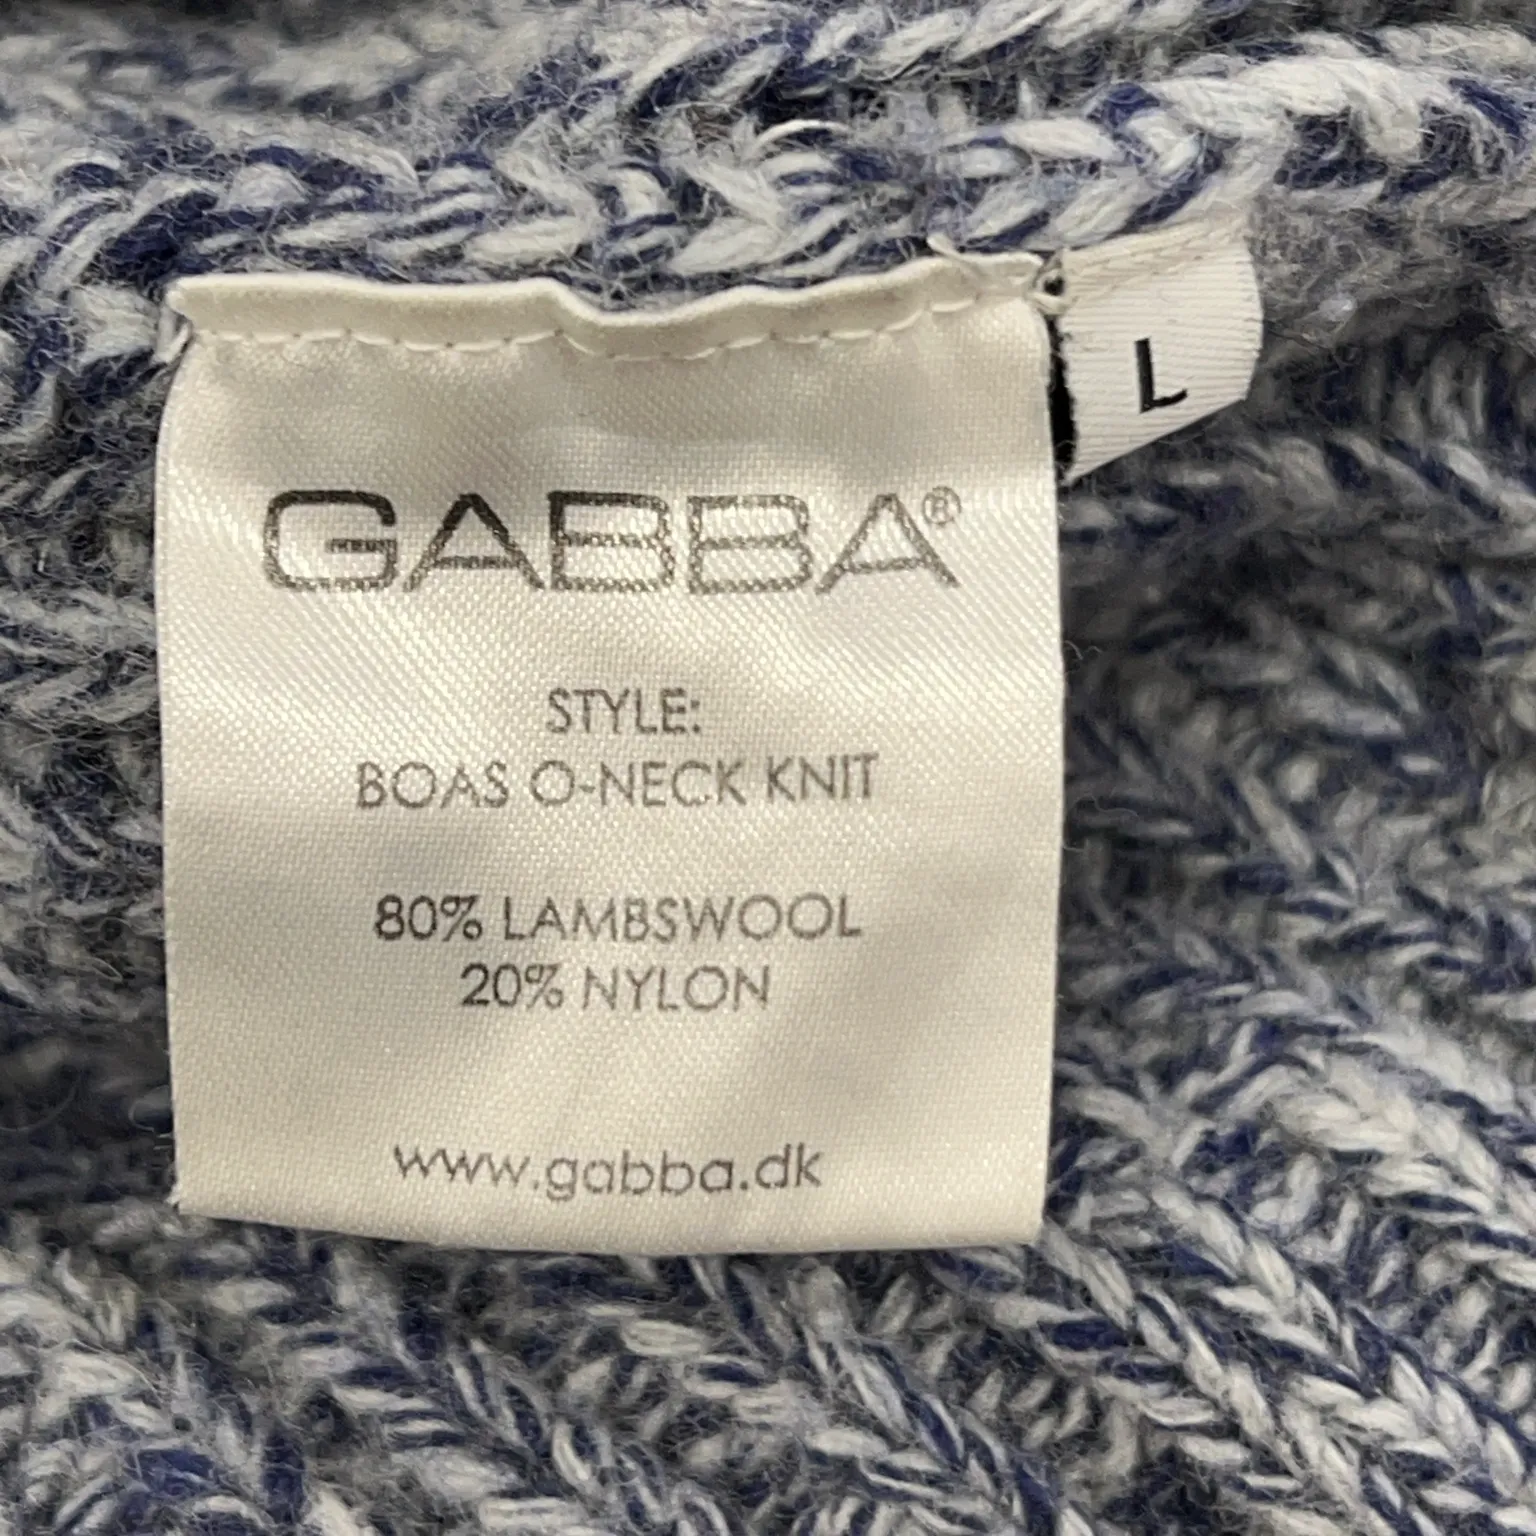 GABBA®
L
STYLE:
BOAS O-NECK KNIT
80% LAMBSWOOL
20% NYLON
www.gabba.dk